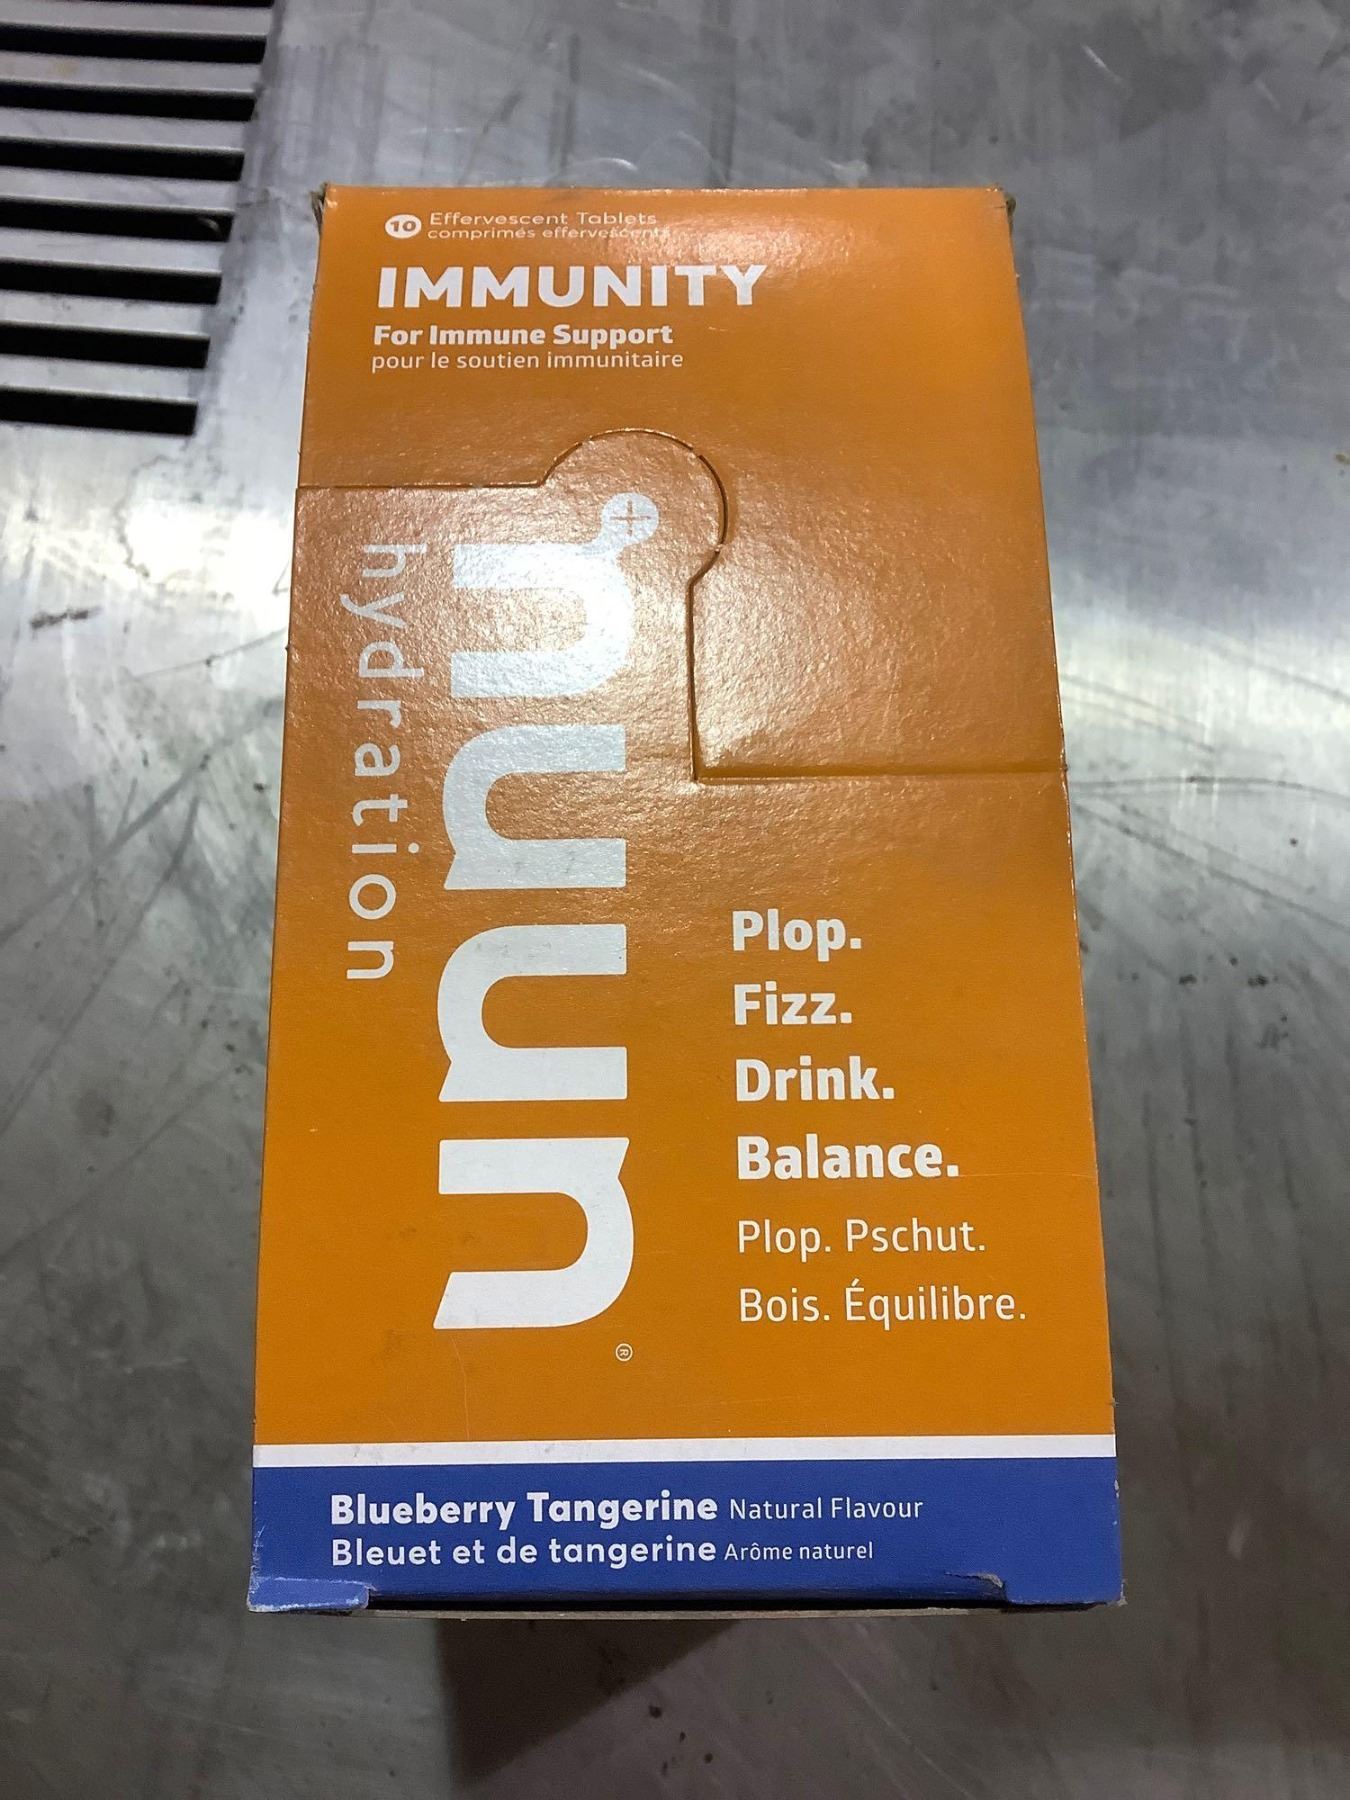 10 Effervescent Tablets
comprimés effervescents
IMMUNITY
For Immune Support
pour le soutien immunitaire
nuun®
hydration
Plop.
Fizz.
Drink.
Balance.
Plop. Pschut.
Bois. Équilibre.
Blueberry Tangerine Natural Flavour
Bleuet et de tangerine Arôme naturel